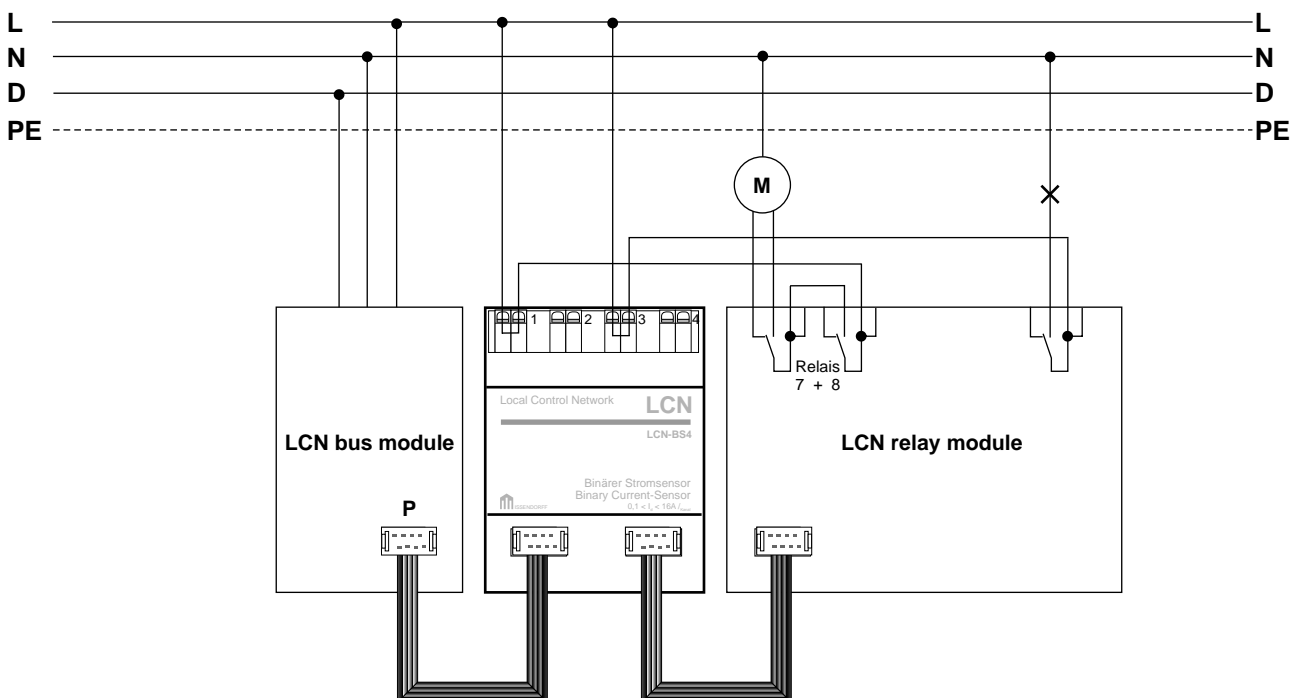 L L
N N
D D
PE PE
M
1 2 3 4
Relais
7 + 8
Local Control Network LCN
LCN-BS4
LCN bus module
LCN relay module
Binärer Stromsensor
Binary Current-Sensor
ISSENDORFF
P